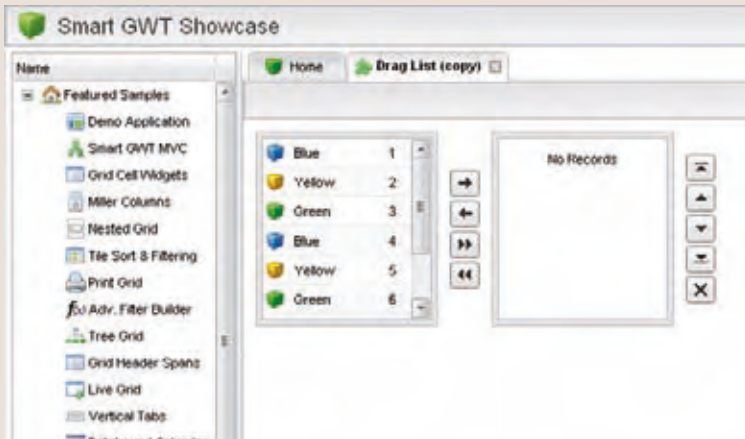 Smart GWT Showcase
Name
Featured Samples
Demo Application
Smart GWT MVC
Grid Cell Widgets
Miller Columns
Nested Grid
Tile Sort & Filtering
Print Grid
f(x) Adv. Filter Builder
Tree Grid
Grid Header Spans
Live Grid
Vertical Tabs
Home
Drag List (copy)
Blue 1
Yellow 2
Green 3
Blue 4
Yellow 5
Green 6
No Records